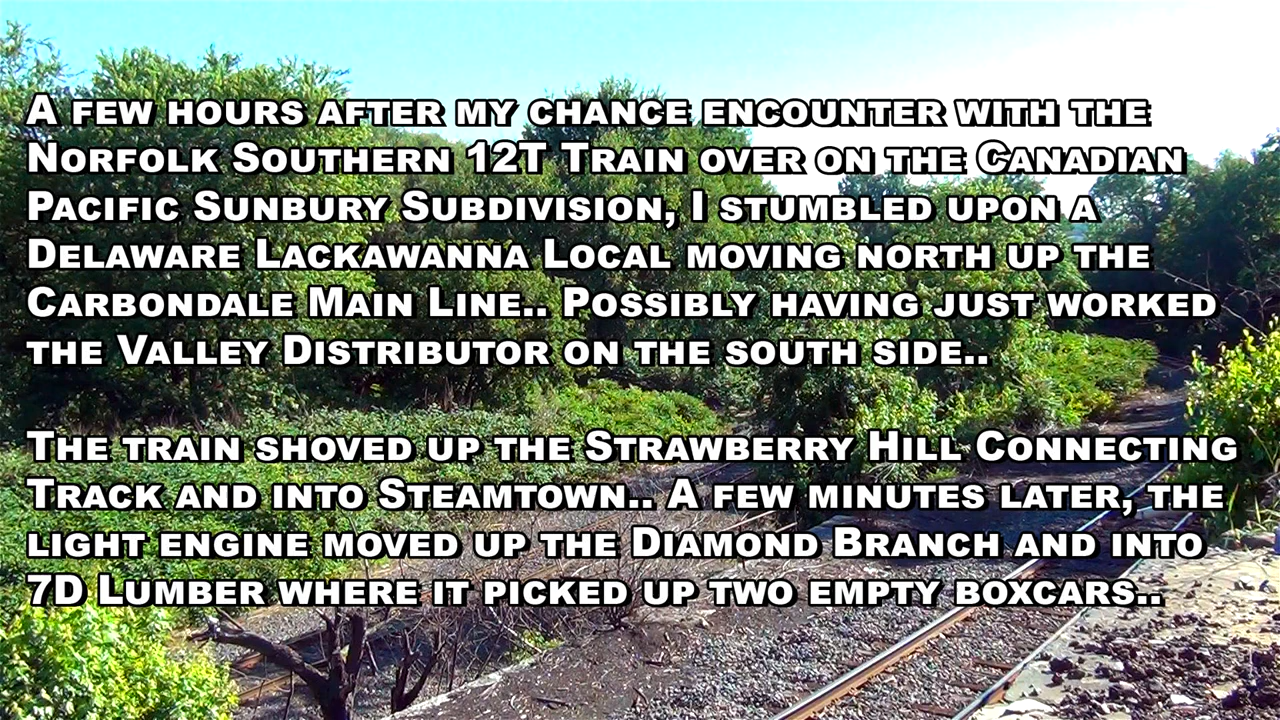 A few hours after my chance encounter with the
Norfolk Southern 12T Train over on the Canadian
Pacific Sunbury Subdivision, I stumbled upon a
Delaware Lackawanna Local moving north up the
Carbondale Main Line.. Possibly having just worked
the Valley Distributor on the south side..
The train shoved up the Strawberry Hill Connecting
Track and into Steamtown.. A few minutes later, the
light engine moved up the Diamond Branch and into
7D Lumber where it picked up two empty boxcars..